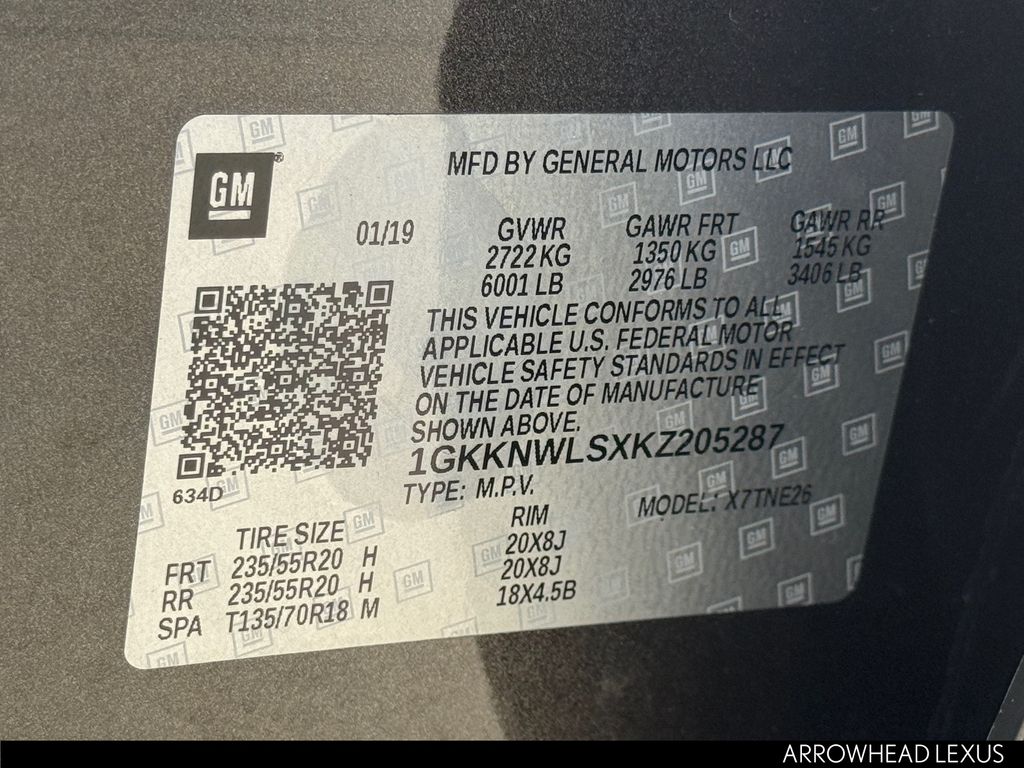 GM
MFD BY GENERAL MOTORS LLC
01/19
GVWR GAWR FRT GAWR RR
2722 KG 1350 KG 1545 KG
6001 LB 2976 LB 3406 LB
THIS VEHICLE CONFORMS TO ALL
APPLICABLE U.S. FEDERAL MOTOR
VEHICLE SAFETY STANDARDS IN EFFECT
ON THE DATE OF MANUFACTURE
SHOWN ABOVE.
1GKKNWLSXKZ205287
634D
TYPE: M.P.V. MODEL: X7TNE26
TIRE SIZE RIM
FRT 235/55R20 H 20X8J
RR 235/55R20 H 20X8J
SPA T135/70R18 M 18X4.5B
ARROWHEAD LEXUS